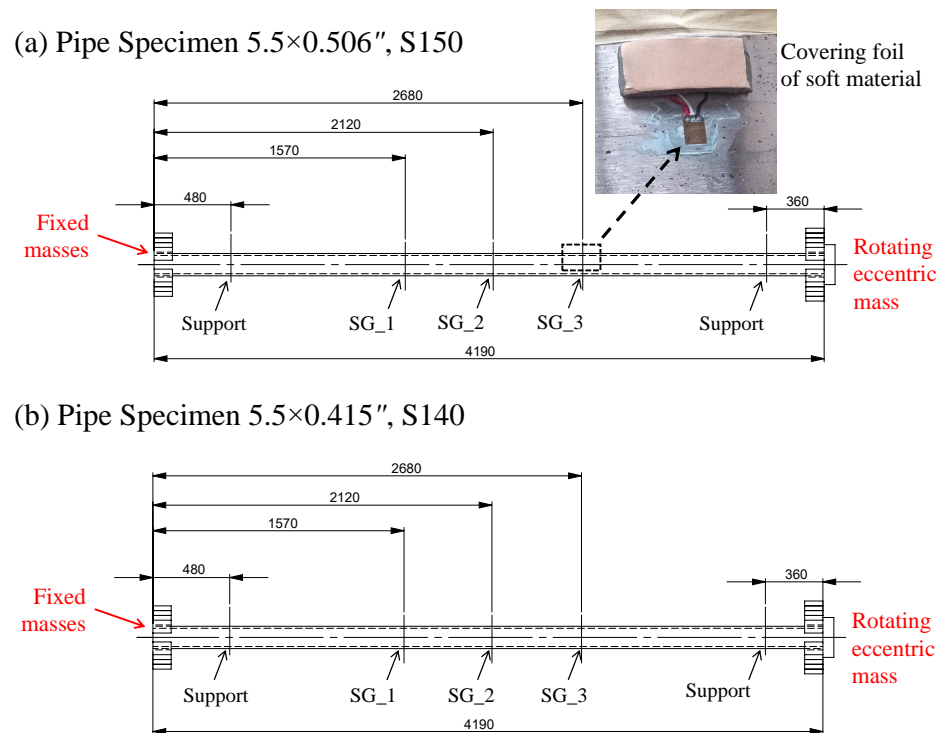 (a) Pipe Specimen 5.5×0.506″, S150
Covering foil
of soft material
2680
2120
1570
480
360
Fixed
masses
Rotating
eccentric
mass
Support
SG_1
SG_2
SG_3
Support
4190
(b) Pipe Specimen 5.5×0.415″, S140
2680
2120
1570
480
360
Fixed
masses
Rotating
eccentric
mass
Support
SG_1
SG_2
SG_3
Support
4190